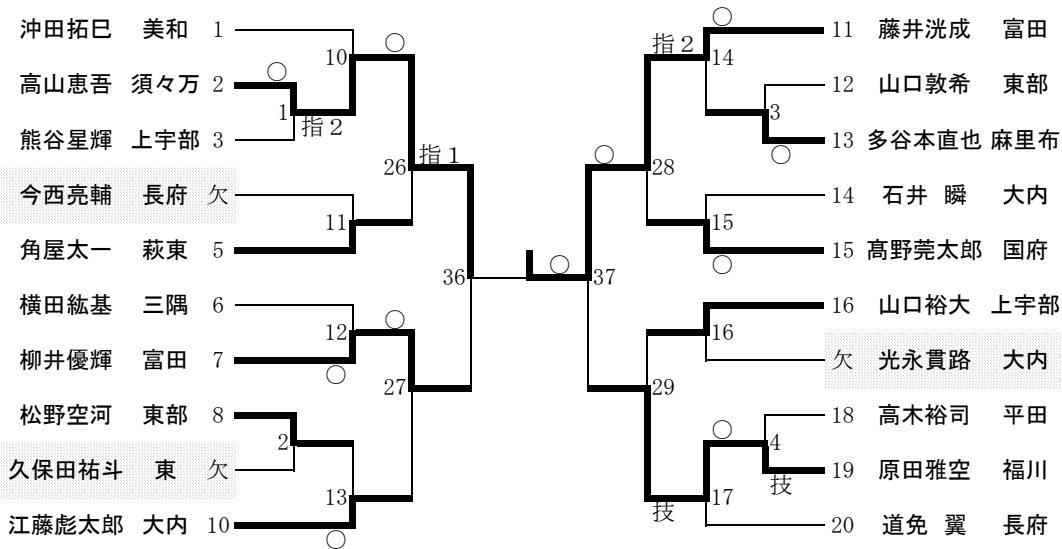 沖田拓巳 美和 1
高山恵吾 須々万 2
熊谷星輝 上宇部 3
今西亮輔 長府 欠
角屋太一 萩東 5
横田紘基 三隅 6
柳井優輝 富田 7
松野空河 東部 8
久保田祐斗 東 欠
江藤彪太郎 大内 10
10
○
○
1
指2
26
指1
11
36
12
○
○
27
2
13
○
○
37
○
指2
14
○
3
○
28
15
○
16
29
○
4
技
17
技
11 藤井洸成 富田
12 山口敦希 東部
13 多谷本直也 麻里布
14 石井 瞬 大内
15 髙野莞太郎 国府
16 山口裕大 上宇部
欠 光永貫路 大内
18 高木裕司 平田
19 原田雅空 福川
20 道免 翼 長府